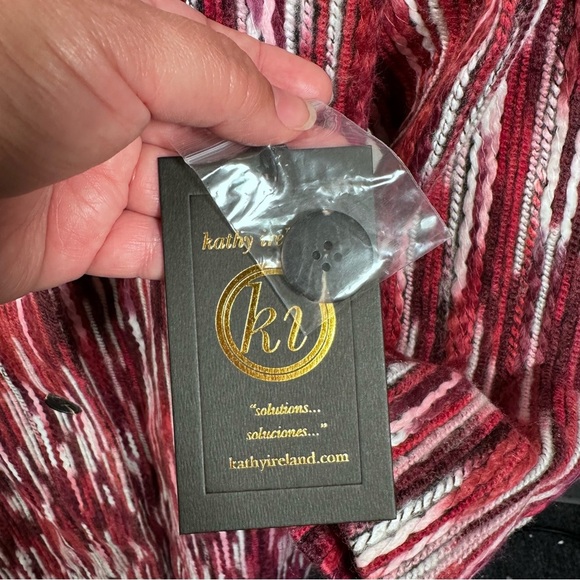 kathy
ki
“solutions...
soluciones...”
kathyireland.com